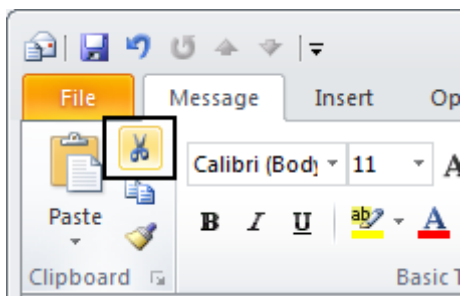 File Message Insert Op
Calibri (Body 11 A
Paste B I U ab A
Clipboard Basic T